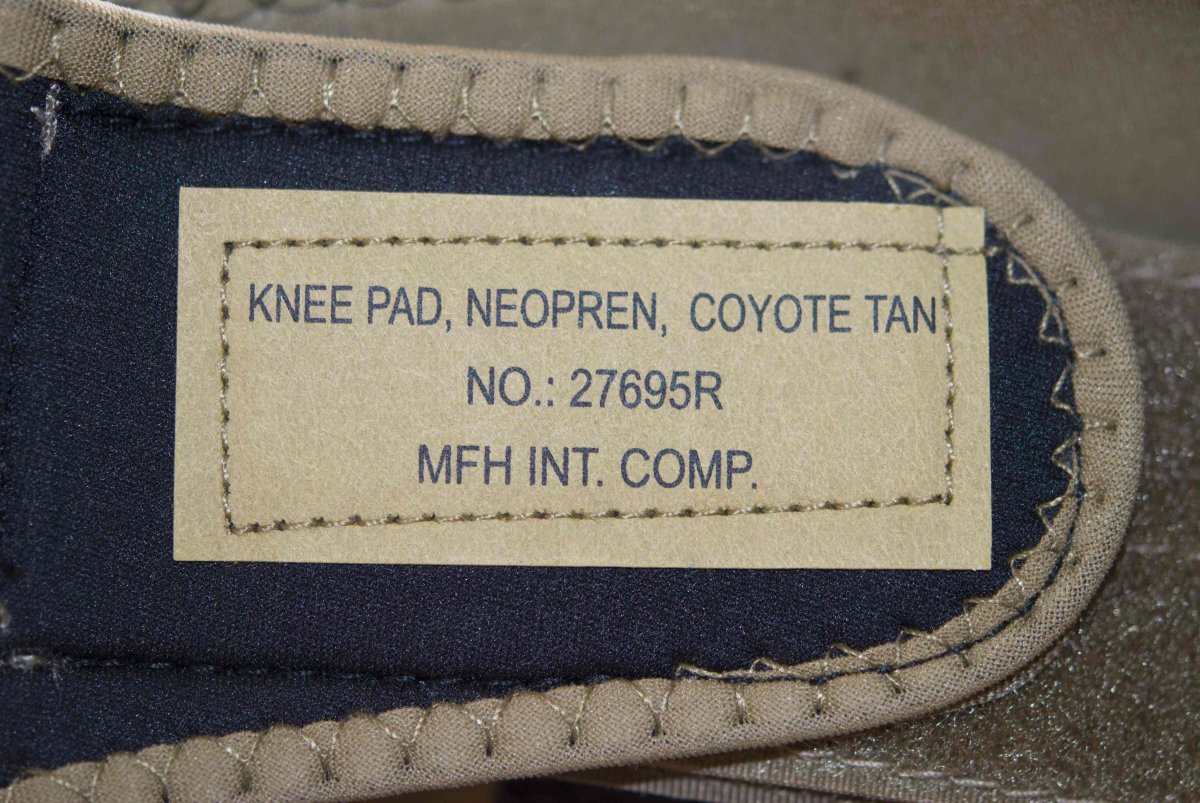 KNEE PAD, NEOPREN, COYOTE TAN
NO.: 27695R
MFH INT. COMP.